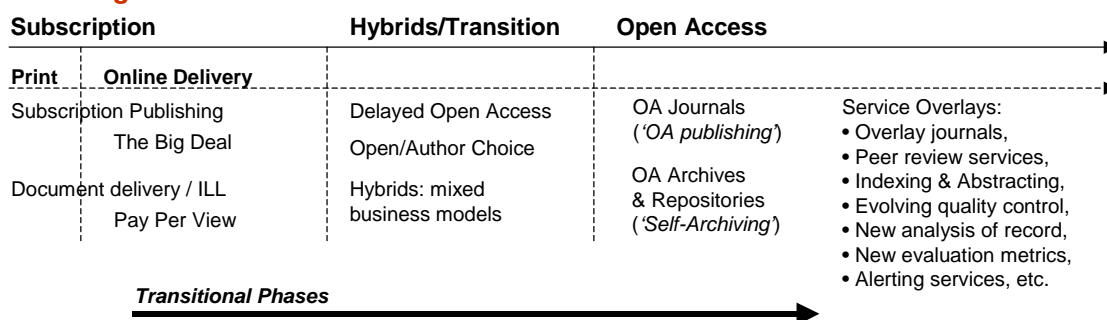 Subscription Hybrids/Transition Open Access
Print Online Delivery
Subscription Publishing
The Big Deal
Document delivery / ILL
Pay Per View
Delayed Open Access
Open/Author Choice
Hybrids: mixed
business models
OA Journals
('OA publishing')
OA Archives
& Repositories
('Self-Archiving')
Service Overlays:
• Overlay journals,
• Peer review services,
• Indexing & Abstracting,
• Evolving quality control,
• New analysis of record,
• New evaluation metrics,
• Alerting services, etc.
Transitional Phases